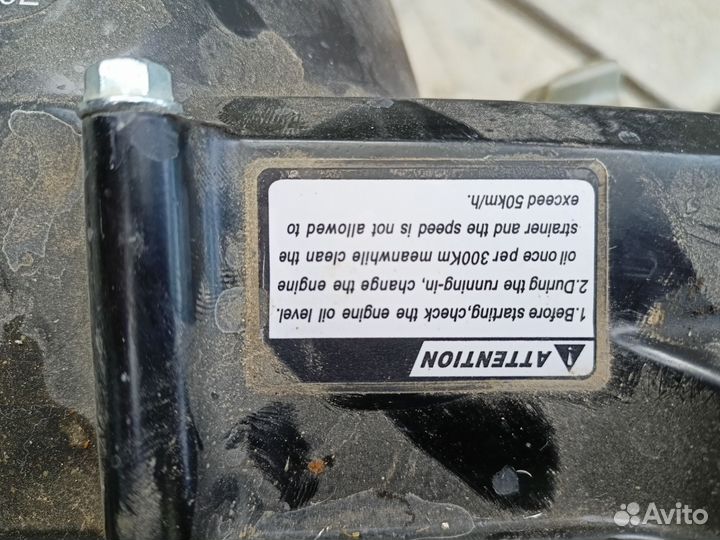 ATTENTION
1.Before starting,check the engine oil level.
2.During the running-in, change the engine
oil once per 300Km meanwhile clean the
strainer and the speed is not allowed to
exceed 50km/h.
Avito